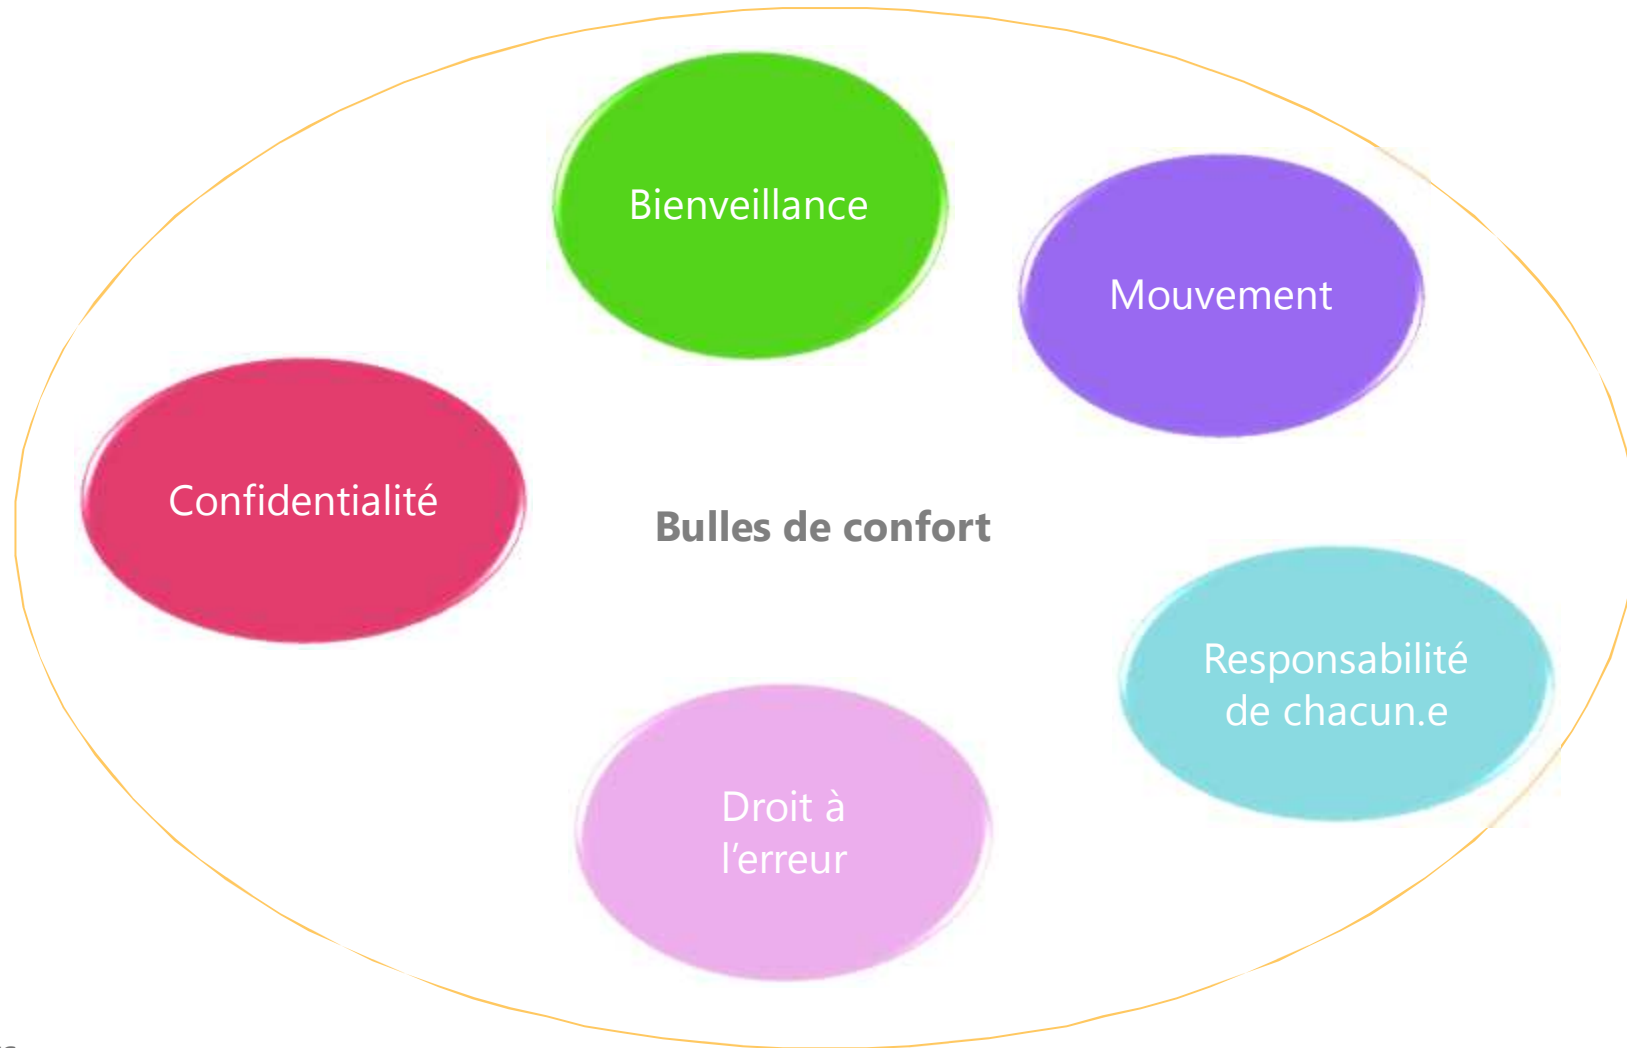 Bienveillance
Mouvement
Confidentialité
Bulles de confort
Responsabilité
de chacun.e
Droit à
l’erreur